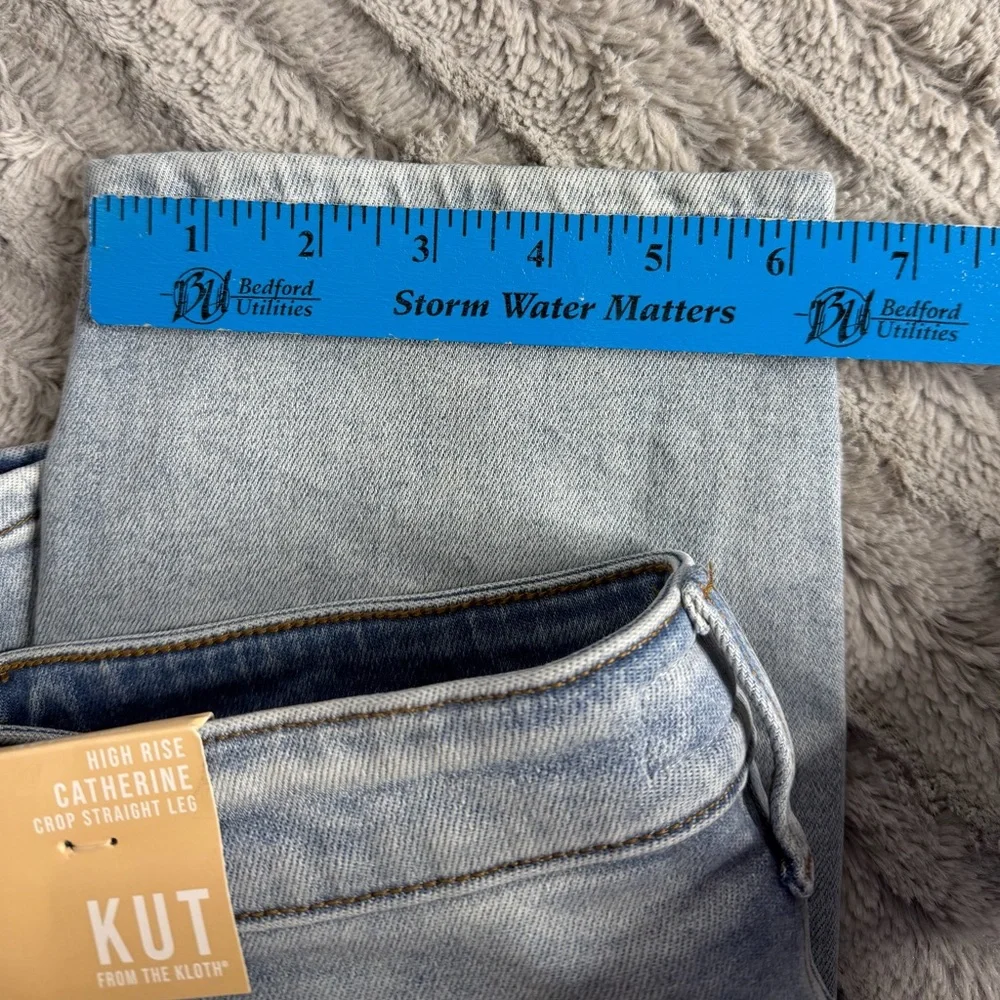 1 2 3 4 5 6 7
BU Bedford
Utilities
Storm Water Matters
BU Bedford
Utilities
HIGH RISE
CATHERINE
CROP STRAIGHT LEG
KUT
FROM THE KLOTH®